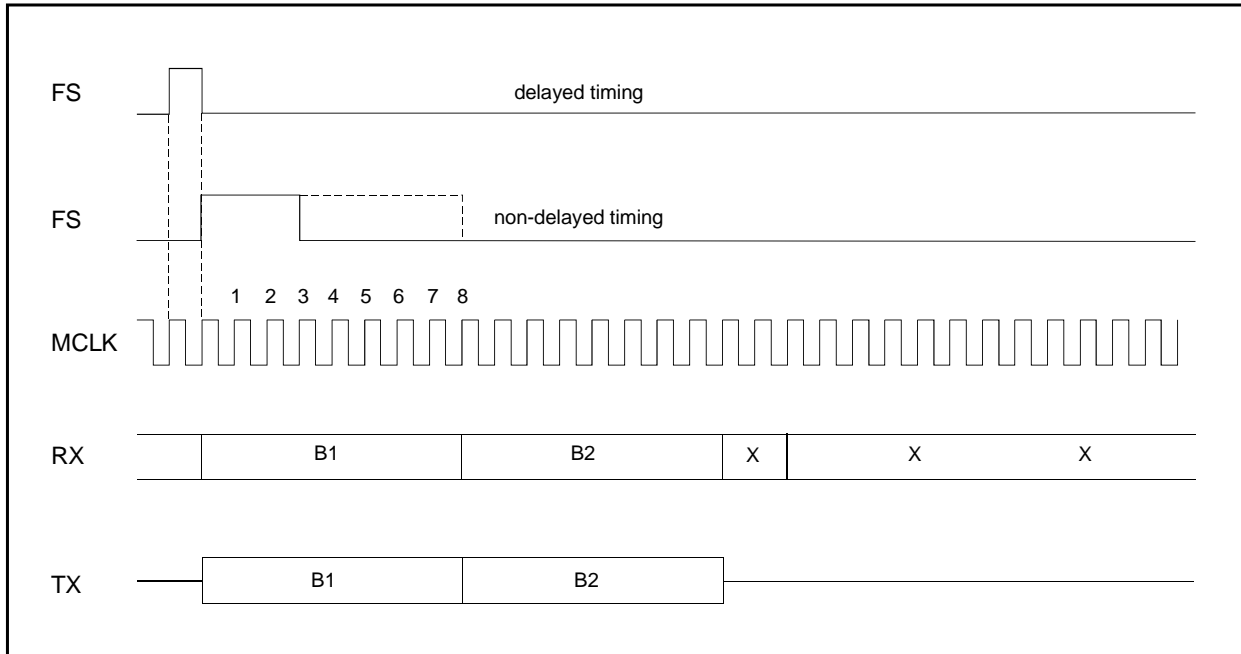 FS delayed timing
FS non-delayed timing
1 2 3 4 5 6 7 8
MCLK
RX B1 B2 X X X
TX B1 B2